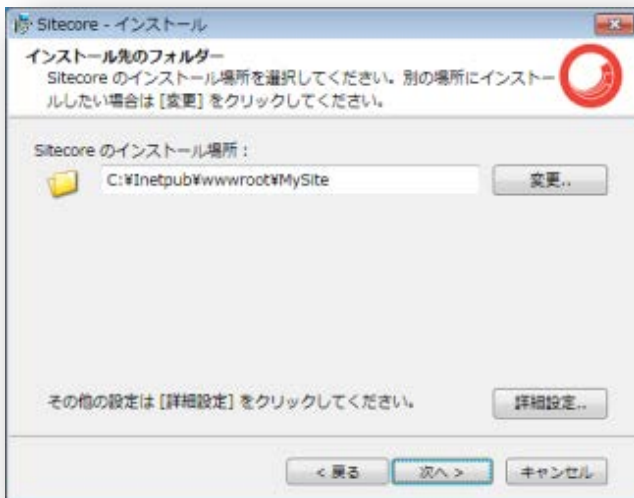 Sitecore - インストール
インストール先のフォルダー
Sitecore のインストール場所を選択してください。別の場所にインストー
ルしたい場合は [変更] をクリックしてください。
Sitecore のインストール場所：
C:¥Inetpub¥wwwroot¥MySite
変更..
その他の設定は [詳細設定] をクリックしてください。
詳細設定..
< 戻る
次へ >
キャンセル